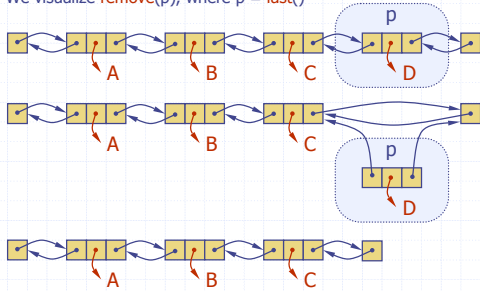 we visualize remove(p), where p = last()
p
A B C D
A B C
p
D
A B C